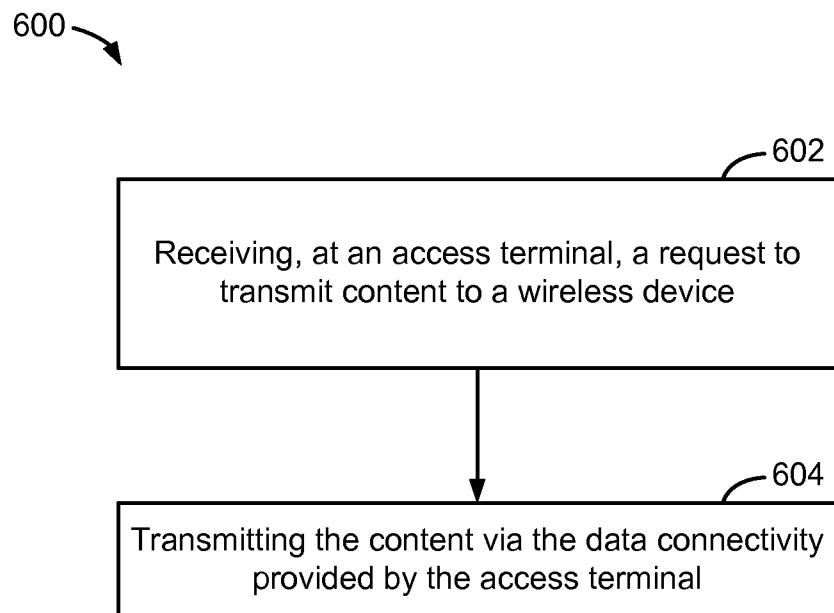 600
602
Receiving, at an access terminal, a request to
transmit content to a wireless device
604
Transmitting the content via the data connectivity
provided by the access terminal